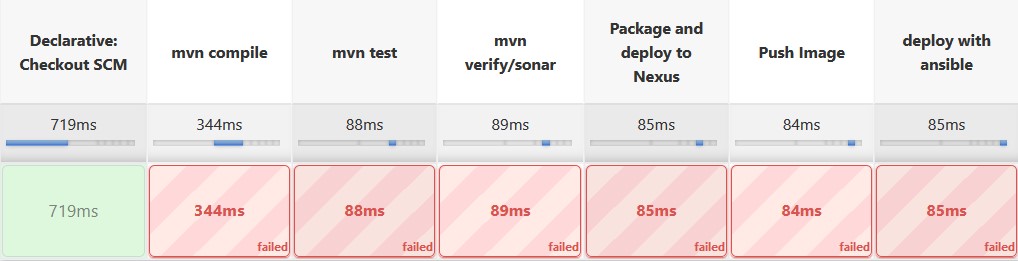 Declarative:
Checkout SCM
mvn compile
mvn test
mvn
verify/sonar
Package and
deploy to
Nexus
Push Image
deploy with
ansible
719ms
344ms
88ms
89ms
85ms
84ms
85ms
719ms
344ms
failed
88ms
failed
89ms
failed
85ms
failed
84ms
failed
85ms
failed